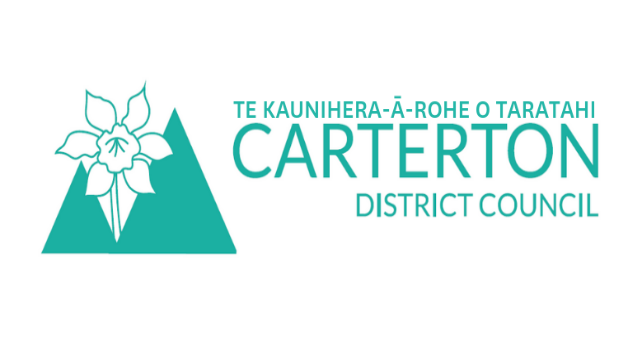 TE KAUNIHERA-Ā-ROHE O TARATAHI
CARTERTON
DISTRICT COUNCIL